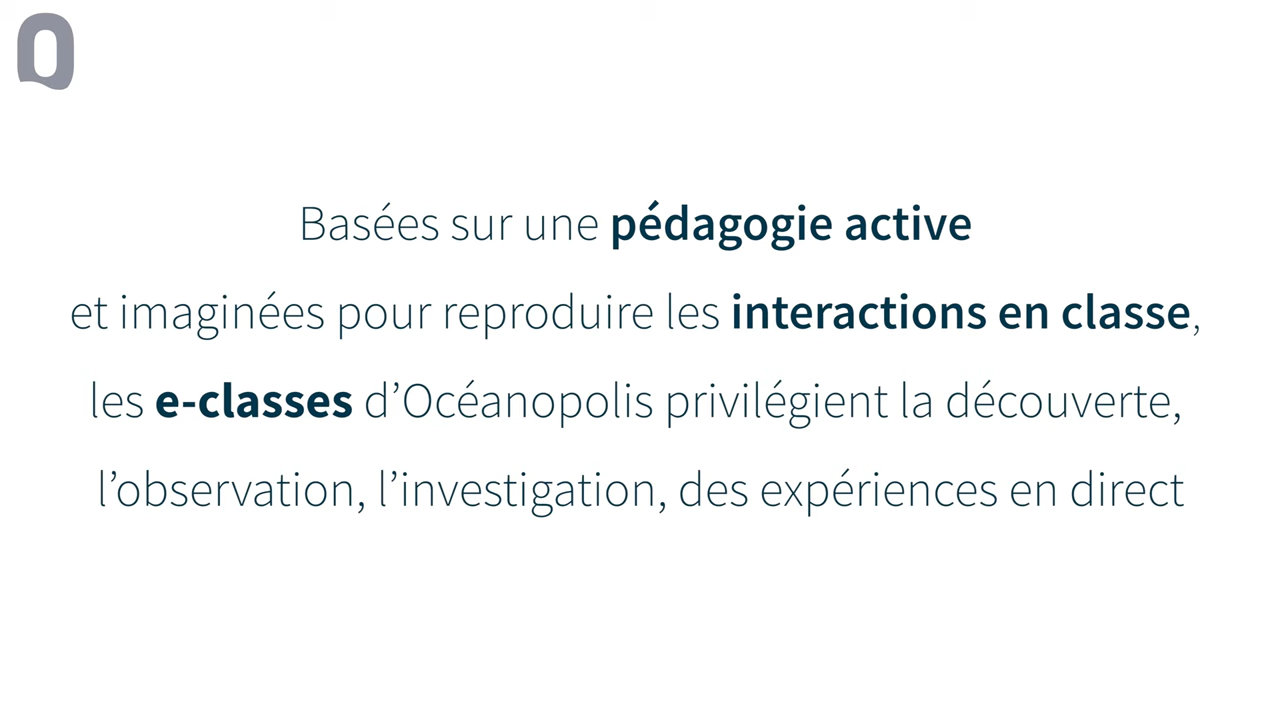 Basées sur une pédagogie active
et imaginées pour reproduire les interactions en classe,
les e-classes d’Océanopolis privilégient la découverte,
l’observation, l’investigation, des expériences en direct